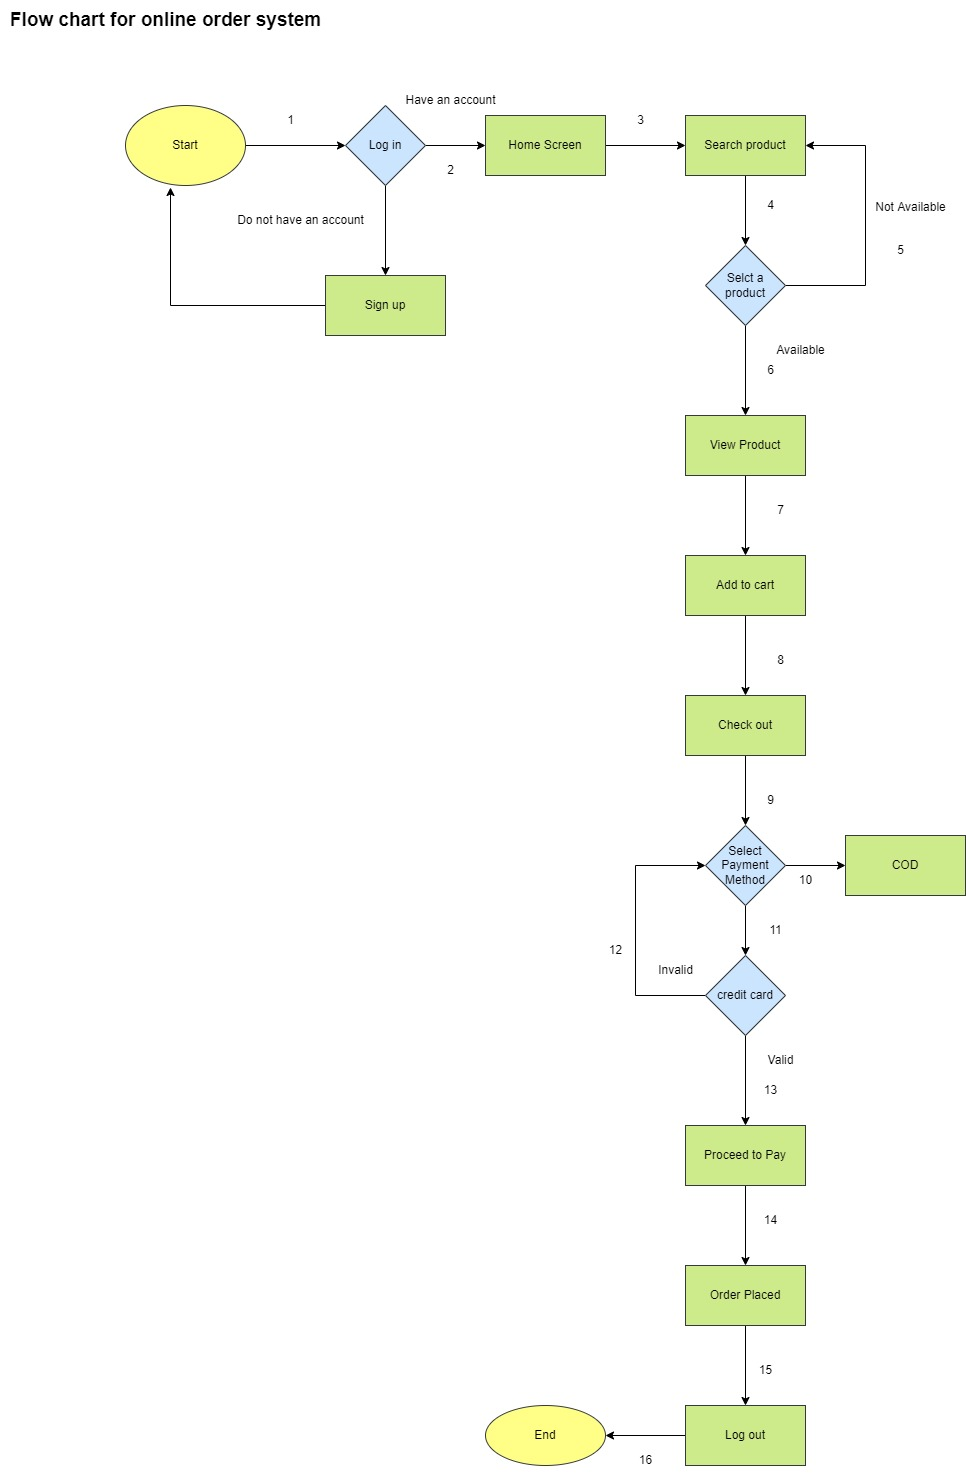 Flow chart for online order system
Have an account
Start
1
Log in
2
Home Screen
3
Search product
Do not have an account
Sign up
4
Not Available
5
Selct a
product
Available
6
View Product
7
Add to cart
8
Check out
9
Select
Payment
Method
10
COD
11
12
Invalid
credit card
Valid
13
Proceed to Pay
14
Order Placed
15
Log out
16
End